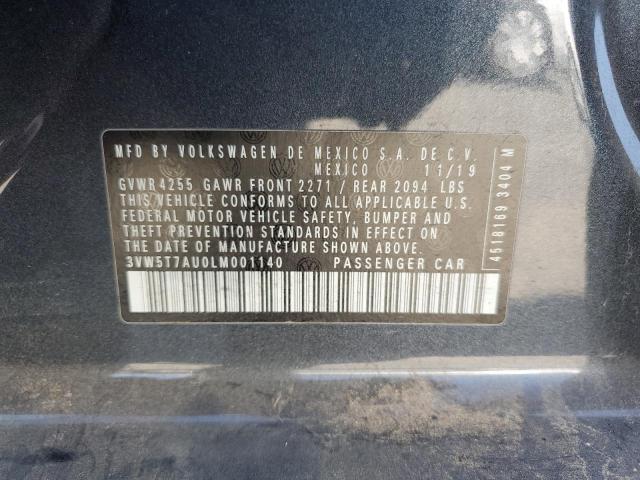 MFD BY VOLKSWAGEN DE MEXICO S.A. DE C.V.
MEXICO 11/19
GVWR 4255 GAWR FRONT 2271 / REAR 2094 LBS
THIS VEHICLE CONFORMS TO ALL APPLICABLE U.S.
FEDERAL MOTOR VEHICLE SAFETY, BUMPER AND
THEFT PREVENTION STANDARDS IN EFFECT ON
THE DATE OF MANUFACTURE SHOWN ABOVE.
3VW5T7AU0LM001140 PASSENGER CAR
4518169 3404 M